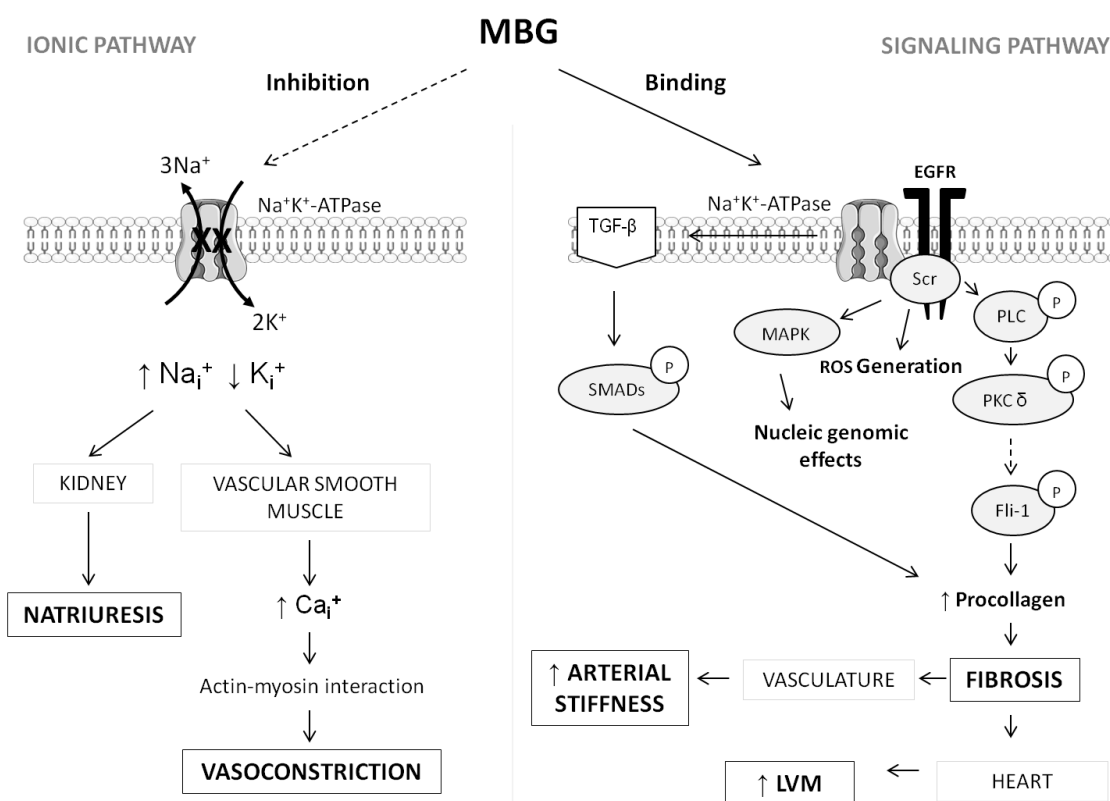 MBG
IONIC PATHWAY
SIGNALING PATHWAY
Inhibition
Binding
3Na⁺
Na⁺K⁺-ATPase
XX
2K⁺
↑ Naᵢ⁺ ↓ Kᵢ⁺
KIDNEY
VASCULAR SMOOTH
MUSCLE
NATRIURESIS
↑ Caᵢ⁺
Actin-myosin interaction
VASOCONSTRICTION
EGFR
Na⁺K⁺-ATPase
TGF-β
Scr
P
PLC
MAPK
ROS Generation
P
SMADs
P
PKC δ
Nucleic genomic
effects
P
Fli-1
↑ Procollagen
↑ ARTERIAL
STIFFNESS
VASCULATURE
FIBROSIS
↑ LVM
HEART